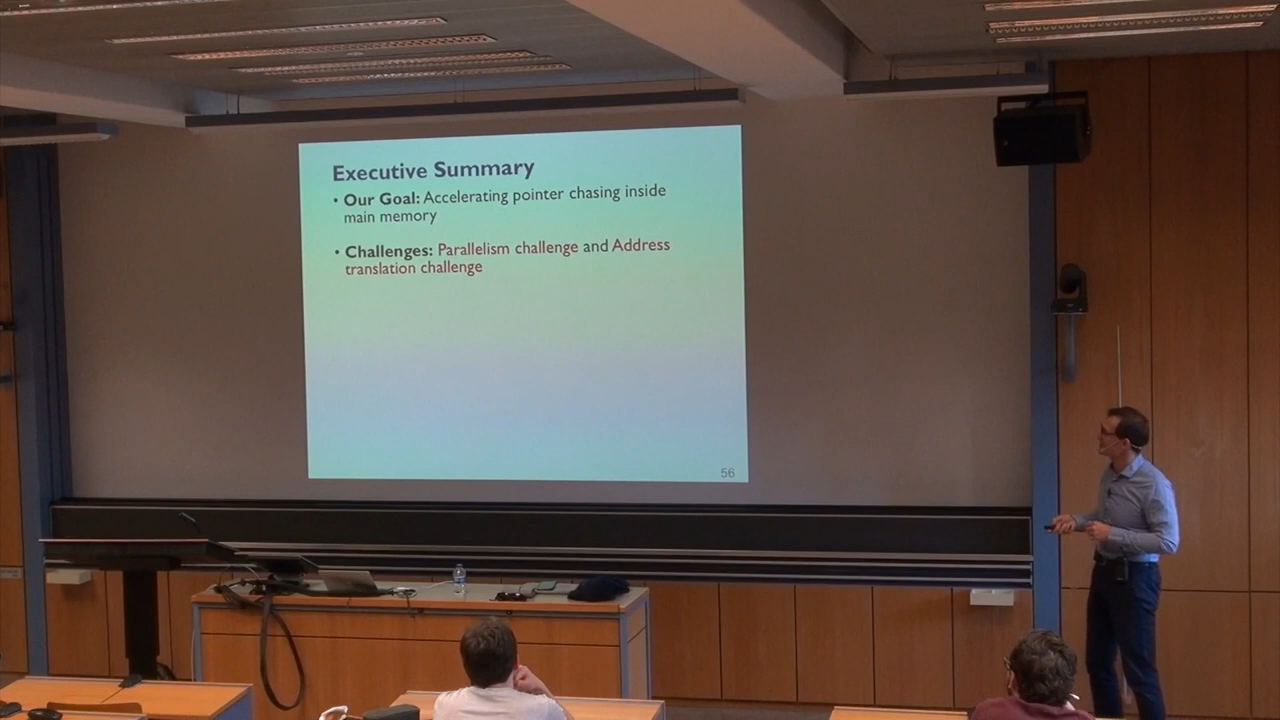 Executive Summary
• Our Goal: Accelerating pointer chasing inside
main memory
• Challenges: Parallelism challenge and Address
translation challenge
56